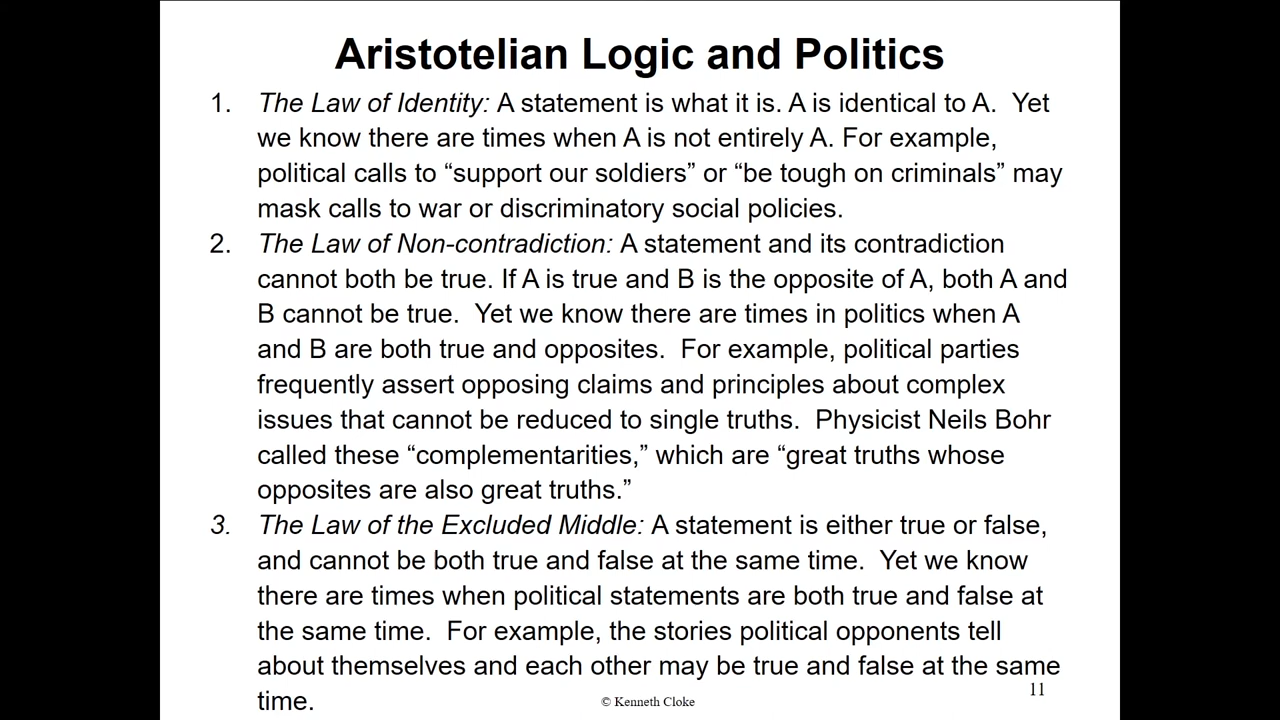 Aristotelian Logic and Politics
1. The Law of Identity: A statement is what it is. A is identical to A.  Yet
we know there are times when A is not entirely A. For example,
political calls to “support our soldiers” or “be tough on criminals” may
mask calls to war or discriminatory social policies.
2. The Law of Non-contradiction: A statement and its contradiction
cannot both be true. If A is true and B is the opposite of A, both A and
B cannot be true.  Yet we know there are times in politics when A
and B are both true and opposites.  For example, political parties
frequently assert opposing claims and principles about complex
issues that cannot be reduced to single truths.  Physicist Neils Bohr
called these “complementarities,” which are “great truths whose
opposites are also great truths.”
3. The Law of the Excluded Middle: A statement is either true or false,
and cannot be both true and false at the same time.  Yet we know
there are times when political statements are both true and false at
the same time.  For example, the stories political opponents tell
about themselves and each other may be true and false at the same
time.
© Kenneth Cloke
11